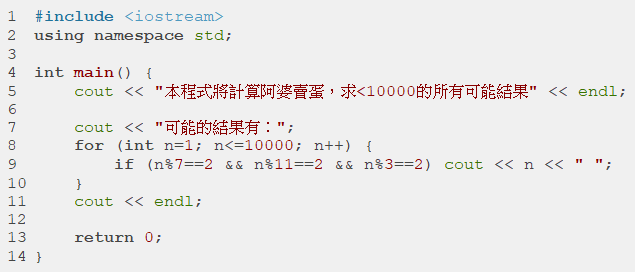 1 #include <iostream>
2 using namespace std;
3
4 int main() {
5     cout << "本程式將計算阿婆賣蛋，求<10000的所有可能結果" << endl;
6
7     cout << "可能的結果有：";
8     for (int n=1; n<=10000; n++) {
9         if (n%7==2 && n%11==2 && n%3==2) cout << n << " ";
10     }
11     cout << endl;
12
13     return 0;
14 }